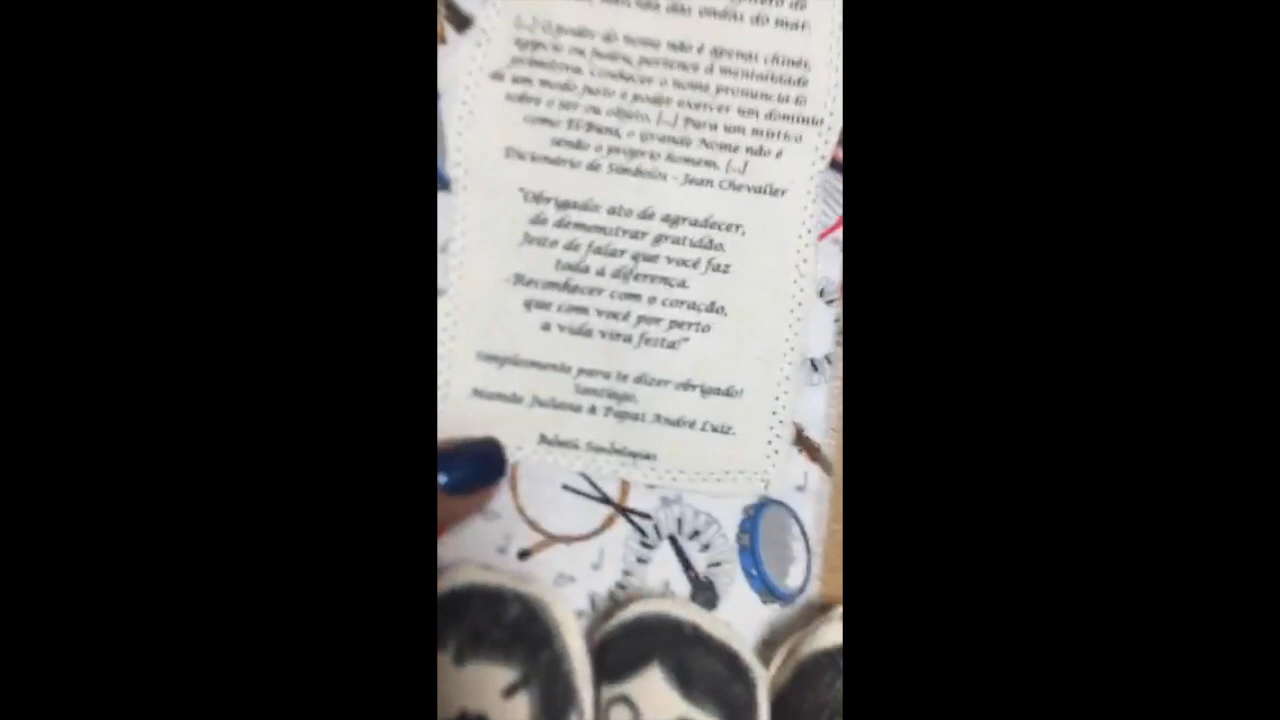 das ondas do mar.
[...] O poder do nome não é apenas chinês,
egípcio ou judeu, pertence à mentalidade
primitiva. Conhecer o nome, pronunciá-lo
de um modo justo é poder exercer um domínio
sobre o ser ou objeto. [...] Para um místico
como o grande Nome não é
senão o próprio homem. [...]
Dicionário de Símbolos - Jean Chevalier
"Obrigado: ato de agradecer,
de demonstrar gratidão.
Jeito de falar que você faz
toda a diferença.
Reconhecer com o coração,
que com você por perto
a vida vira festa!"
Simplesmente para te dizer obrigado!
Santiago,
Mamãe Juliana & Papai André Luiz.